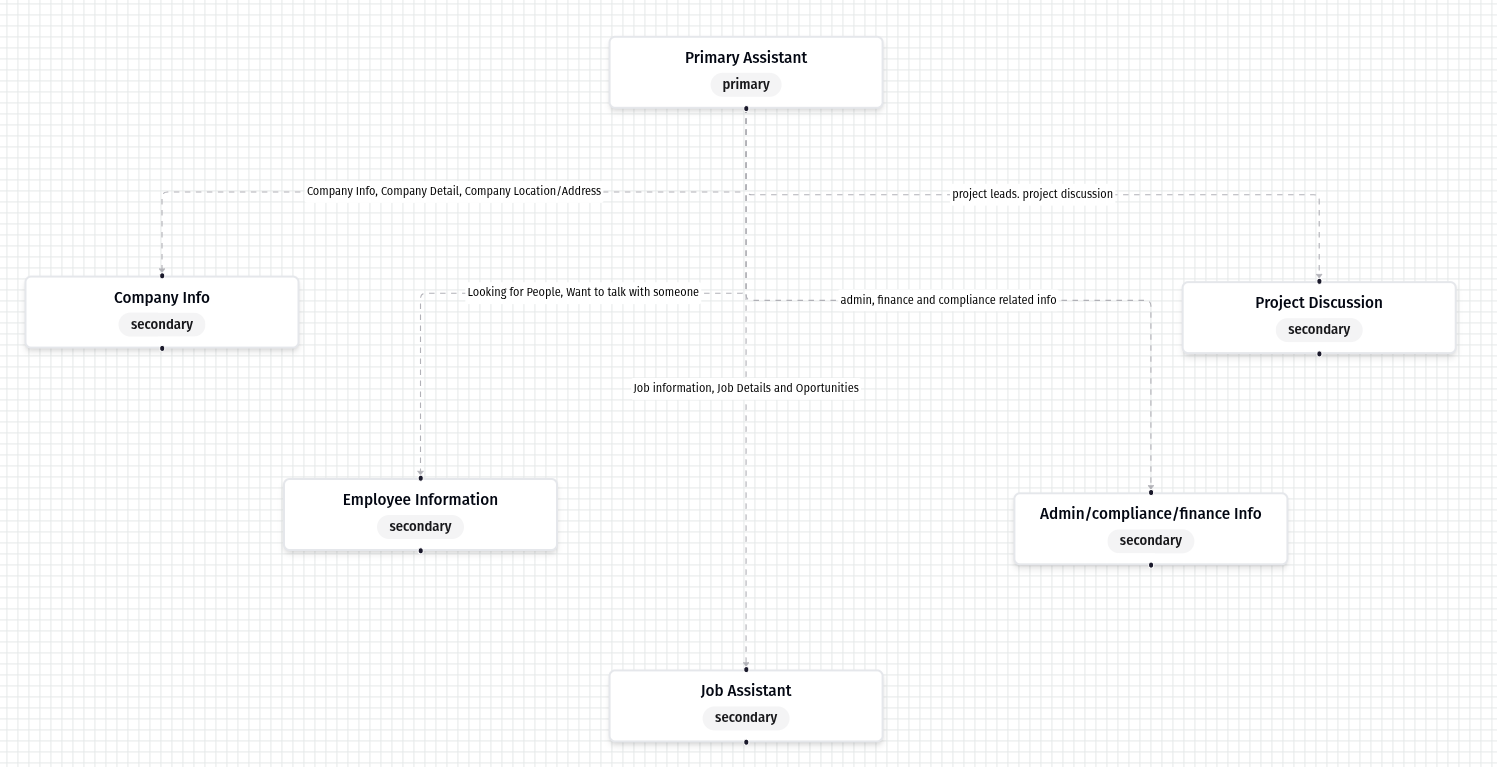 Primary Assistant
primary
Company Info, Company Detail, Company Location/Address
project leads. project discussion
Company Info
secondary
Looking for People, Want to talk with someone
admin, finance and compliance related info
Project Discussion
secondary
Job information, Job Details and Oportunities
Employee Information
secondary
Admin/compliance/finance Info
secondary
Job Assistant
secondary